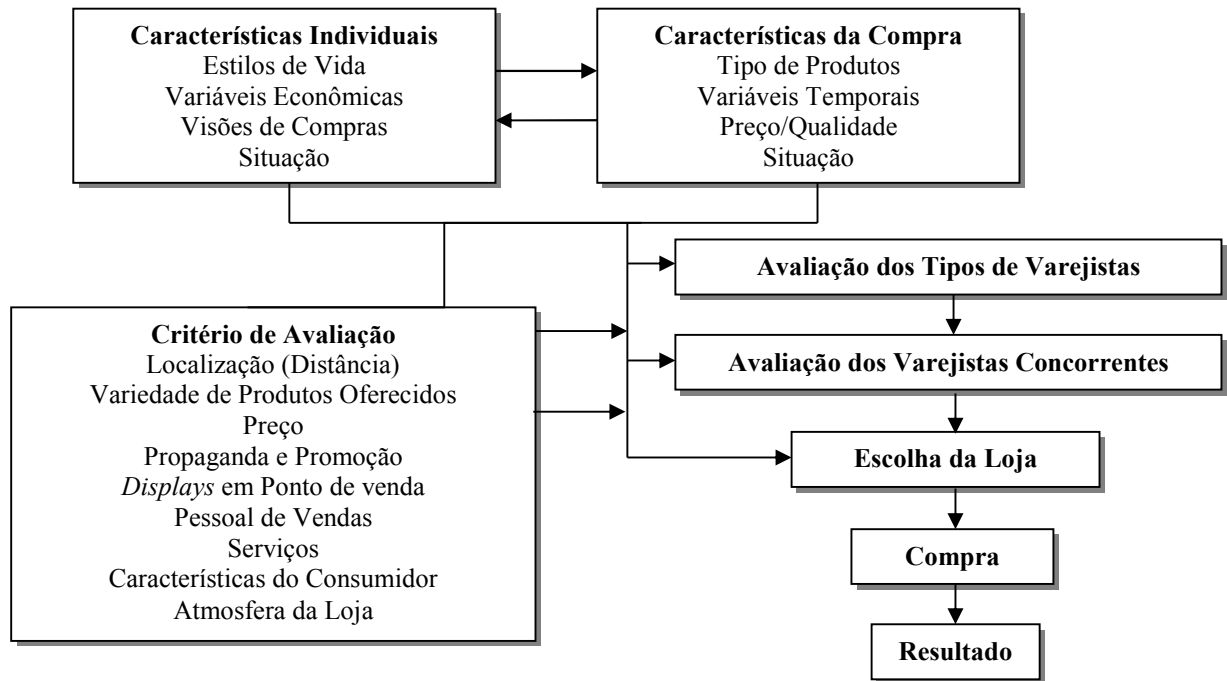 Características Individuais
Estilos de Vida
Variáveis Econômicas
Visões de Compras
Situação
Características da Compra
Tipo de Produtos
Variáveis Temporais
Preço/Qualidade
Situação
Avaliação dos Tipos de Varejistas
Critério de Avaliação
Localização (Distância)
Variedade de Produtos Oferecidos
Preço
Propaganda e Promoção
Displays em Ponto de venda
Pessoal de Vendas
Serviços
Características do Consumidor
Atmosfera da Loja
Avaliação dos Varejistas Concorrentes
Escolha da Loja
Compra
Resultado